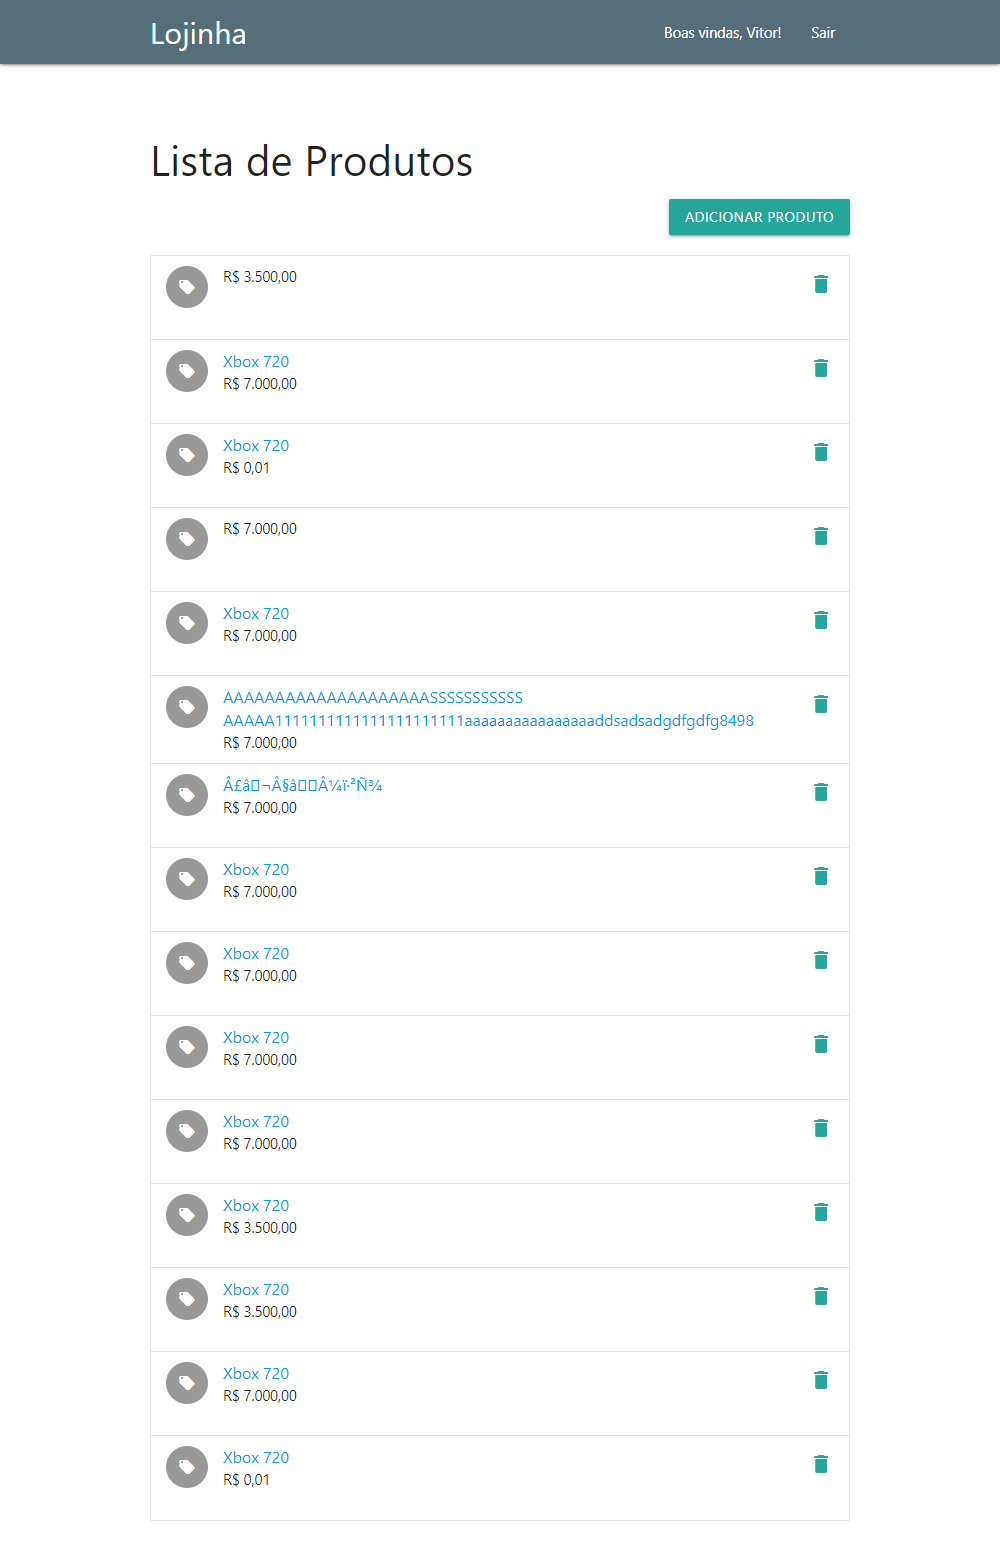 Lojinha
Boas vindas, Vitor!
Sair
Lista de Produtos
ADICIONAR PRODUTO
R$ 3.500,00
Xbox 720
R$ 7.000,00
Xbox 720
R$ 0,01
R$ 7.000,00
Xbox 720
R$ 7.000,00
AAAAAAAAAAAAAAAAAAAASSSSSSSSSSS
AAAAA1111111111111111111111aaaaaaaaaaaaaaaaddsadsadgdfgdfg8498
R$ 7.000,00
Â£â▯¬Â§â▯▯Â¼ï·²Ñ¾
R$ 7.000,00
Xbox 720
R$ 7.000,00
Xbox 720
R$ 7.000,00
Xbox 720
R$ 7.000,00
Xbox 720
R$ 7.000,00
Xbox 720
R$ 3.500,00
Xbox 720
R$ 3.500,00
Xbox 720
R$ 7.000,00
Xbox 720
R$ 0,01